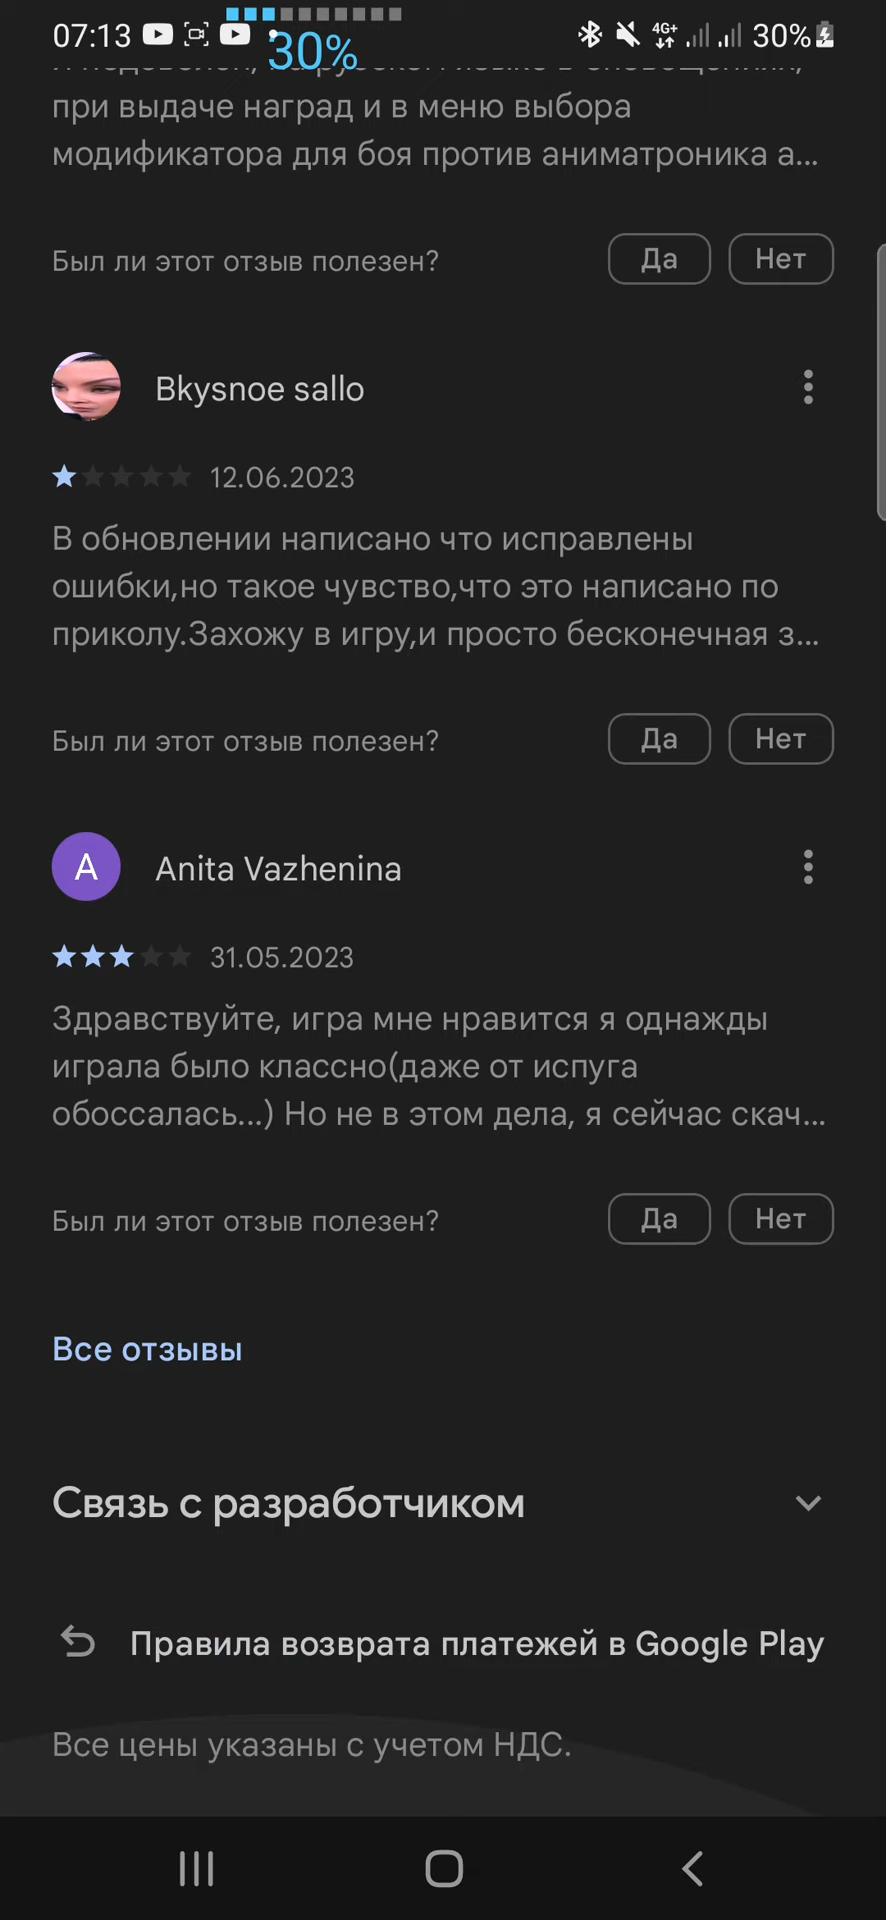 07:13
30%
4G+
30%
при выдаче наград и в меню выбора
модификатора для боя против аниматроника а...
Был ли этот отзыв полезен?
Да
Нет
Bkysnoe sallo
12.06.2023
В обновлении написано что исправлены
ошибки,но такое чувство,что это написано по
приколу.Захожу в игру,и просто бесконечная з...
Был ли этот отзыв полезен?
Да
Нет
A
Anita Vazhenina
31.05.2023
Здравствуйте, игра мне нравится я однажды
играла было классно(даже от испуга
обоссалась...) Но не в этом дела, я сейчас скач...
Был ли этот отзыв полезен?
Да
Нет
Все отзывы
Связь с разработчиком
Правила возврата платежей в Google Play
Все цены указаны с учетом НДС.